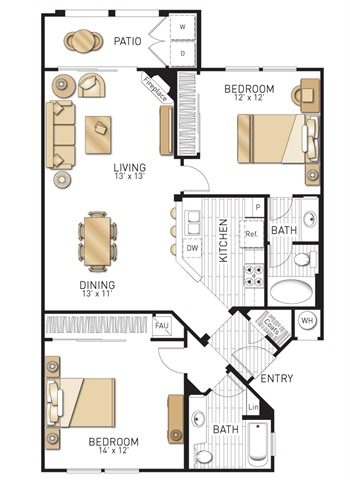 PATIO
W
D
Fireplace
BEDROOM
12' x 12'
LIVING
13' x 13'
P
Ref.
KITCHEN
DW
BATH
DINING
13' x 11'
FAU
Coats
WH
ENTRY
Lin
BATH
BEDROOM
14' x 12'